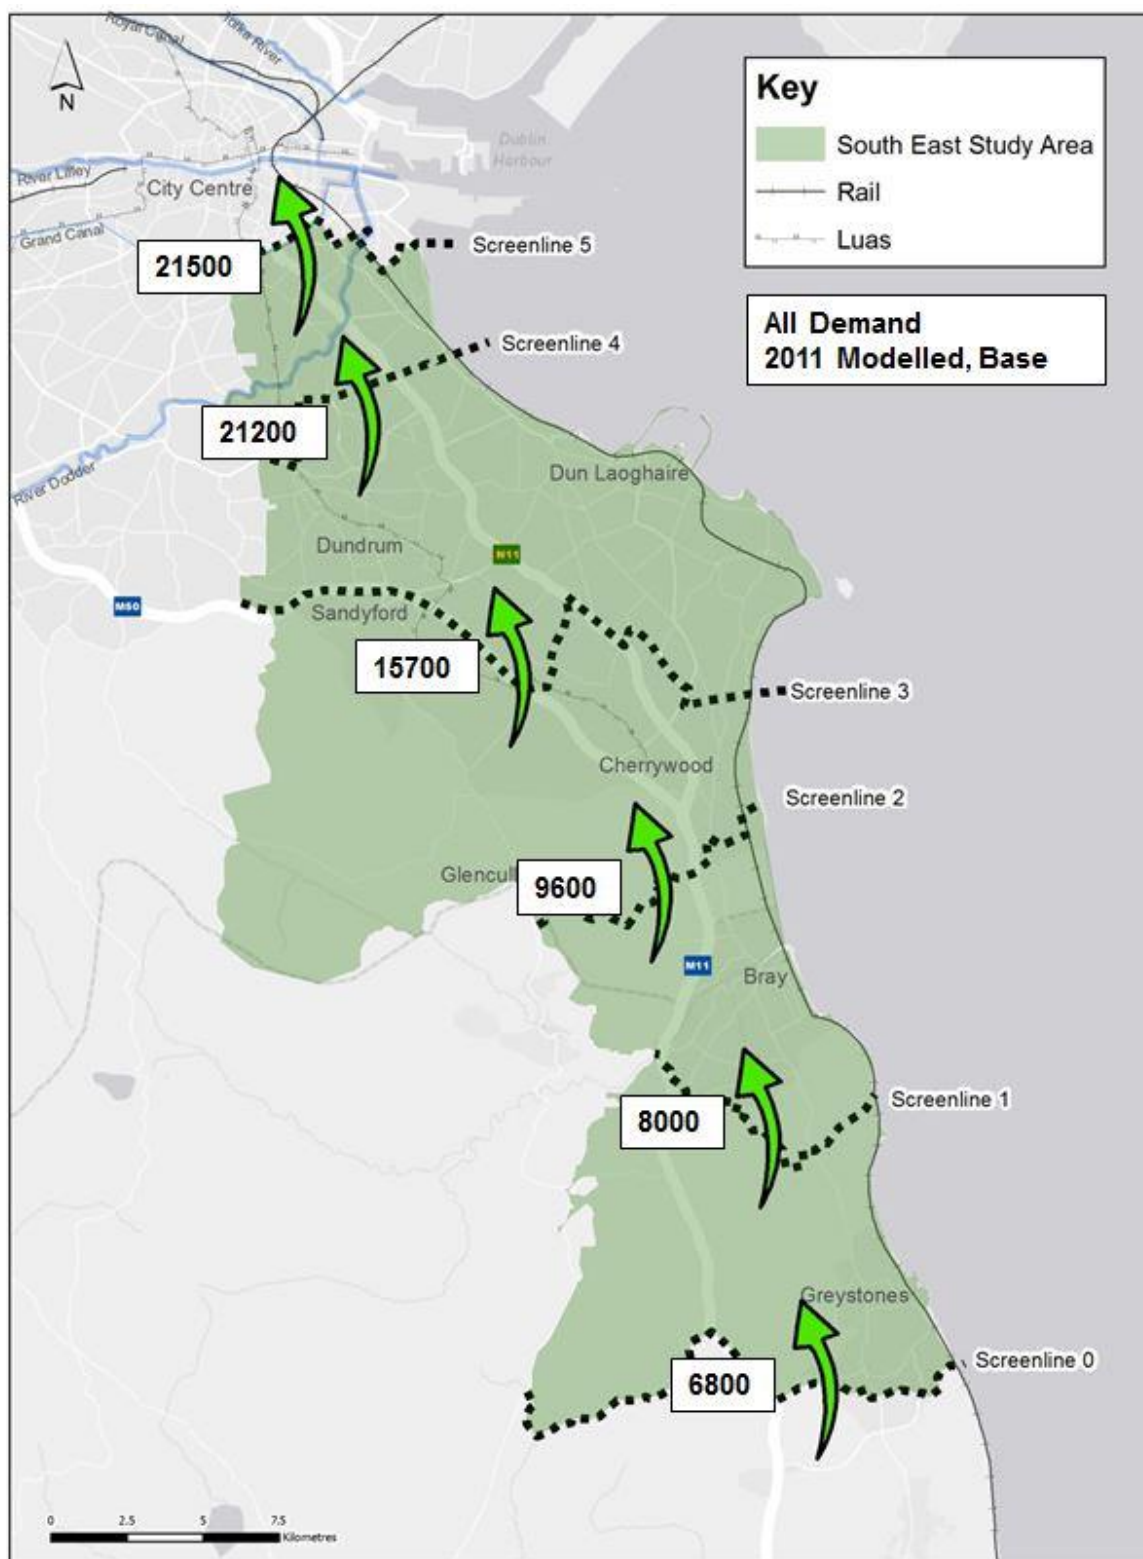 Royal Canal
Tolka River
N
Key
South East Study Area
Rail
Luas
Dublin
Harbour
River Liffey
City Centre
Grand Canal
Screenline 5
21500
All Demand
2011 Modelled, Base
Screenline 4
21200
River Dodder
Dun Laoghaire
Dundrum
N11
M50
Sandyford
15700
Screenline 3
Cherrywood
Screenline 2
Glencull
9600
M11
Bray
Screenline 1
8000
Greystones
Screenline 0
6800
0 2.5 5 7.5
Kilometres